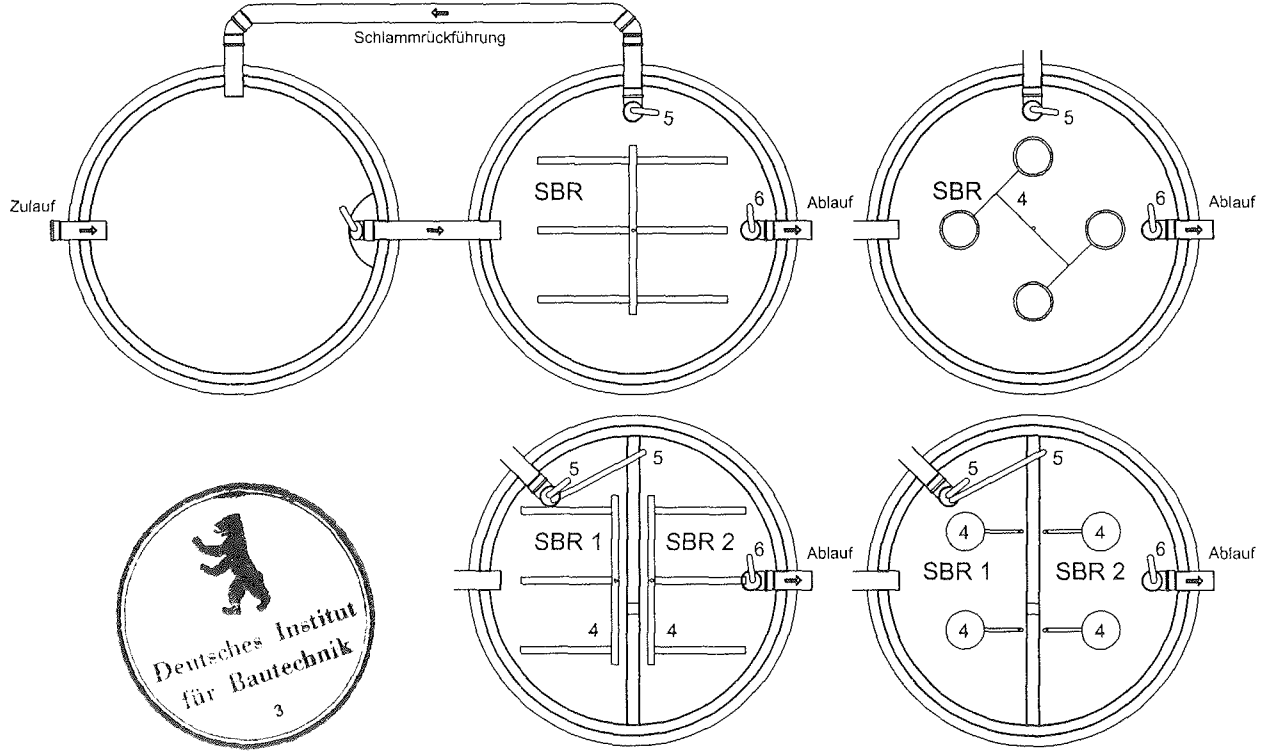 Schlammrückführung
5
5
Zulauf
SBR
6
Ablauf
SBR
4
6
Ablauf
5
5
5
5
SBR 1
SBR 2
6
Ablauf
4
4
SBR 1
SBR 2
6
Ablauf
4
4
4
4
Deutsches Institut
für Bautechnik
3